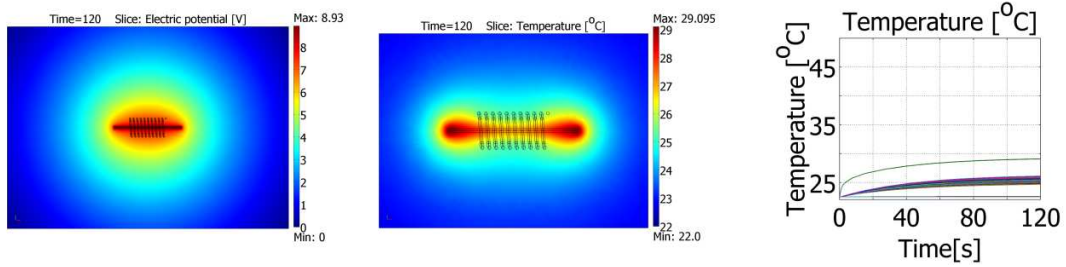 Time=120 Slice: Electric potential [V]
Max: 8.93
8
7
6
5
4
3
2
1
0
Min: 0
Time=120 Slice: Temperature [°C]
Max: 29.095
29
28
27
26
25
24
23
22
Min: 22.0
Temperature [°C]
Temperature [°C]
45
35
25
0 40 80 120
Time[s]